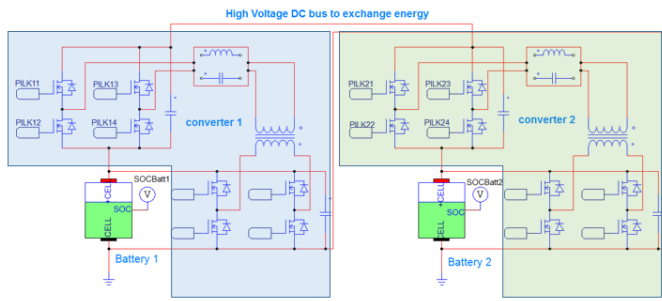 High Voltage DC bus to exchange energy
PILK11
PILK13
PILK12
PILK14
converter 1
SOCBatt1
V
+CELL
SOC
CELL
Battery 1
PILK21
PILK23
PILK22
PILK24
converter 2
SOCBatt2
V
+CELL
SOC
CELL
Battery 2